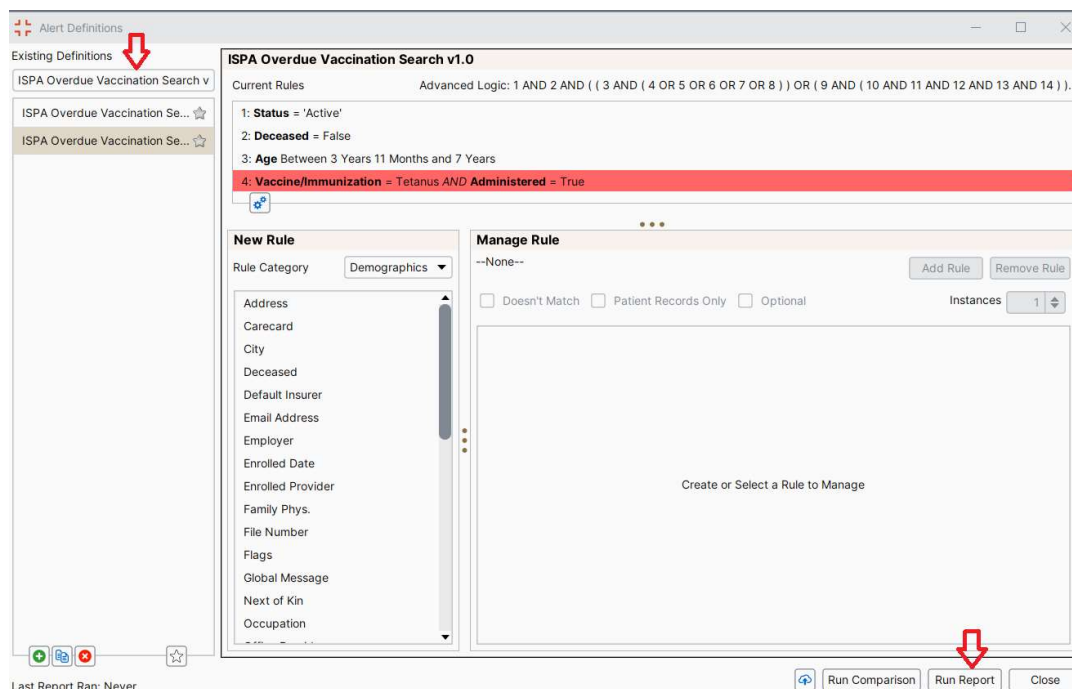 Alert Definitions
Existing Definitions
ISPA Overdue Vaccination Search v
ISPA Overdue Vaccination Se...
ISPA Overdue Vaccination Se...
ISPA Overdue Vaccination Search v1.0
Current Rules
Advanced Logic: 1 AND 2 AND ( ( 3 AND ( 4 OR 5 OR 6 OR 7 OR 8 ) ) OR ( 9 AND ( 10 AND 11 AND 12 AND 13 AND 14 ) ).
1: Status = 'Active'
2: Deceased = False
3: Age Between 3 Years 11 Months and 7 Years
4: Vaccine/Immunization = Tetanus AND Administered = True
New Rule
Rule Category Demographics
Address
Carecard
City
Deceased
Default Insurer
Email Address
Employer
Enrolled Date
Enrolled Provider
Family Phys.
File Number
Flags
Global Message
Next of Kin
Occupation
Manage Rule
--None--
Add Rule Remove Rule
Doesn't Match Patient Records Only Optional Instances 1
Create or Select a Rule to Manage
Last Report Ran: Never
Run Comparison Run Report Close